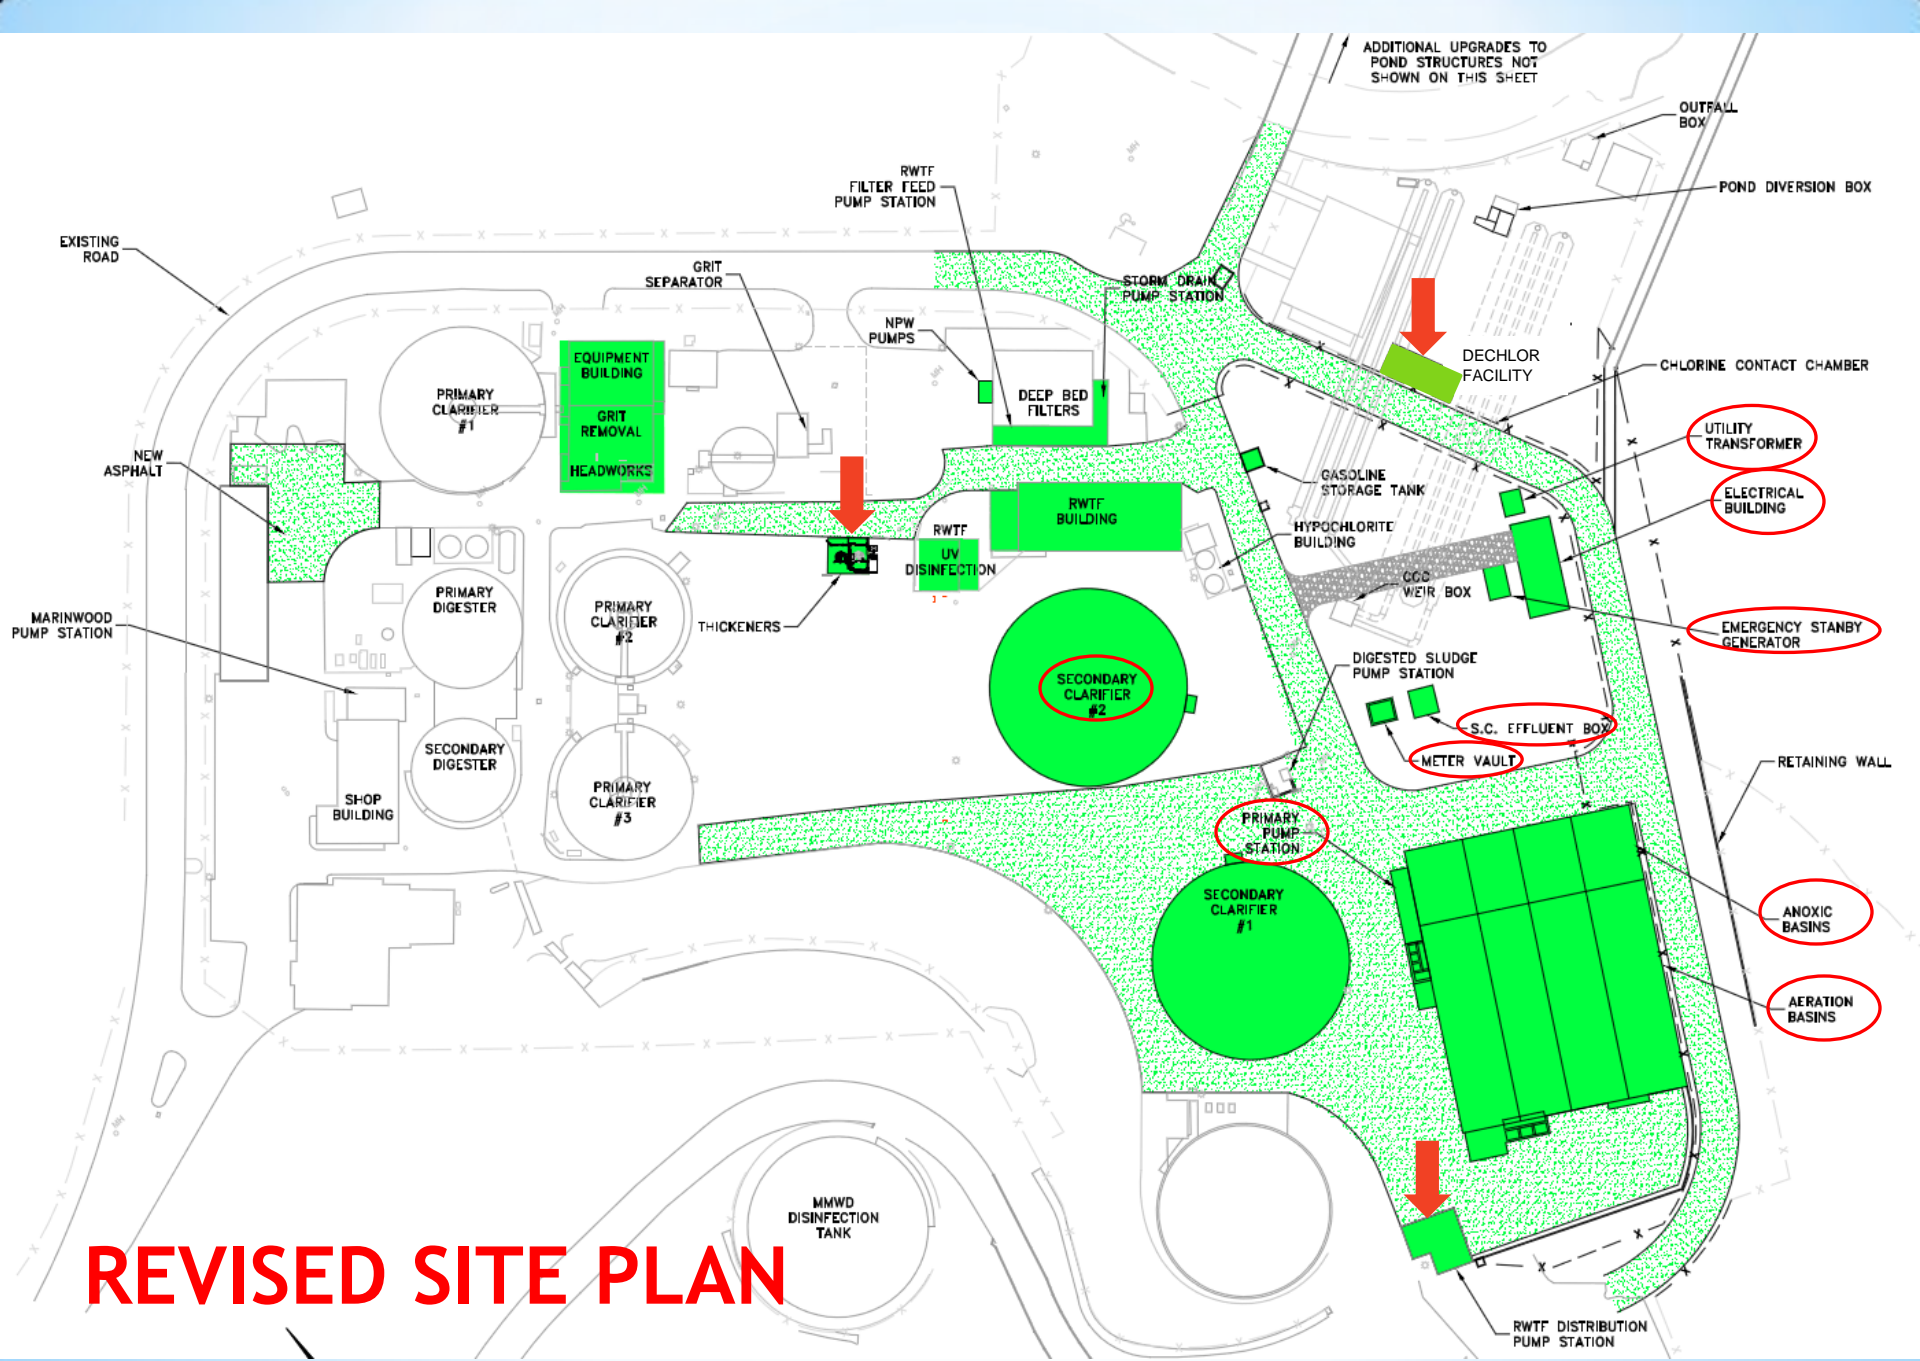 ADDITIONAL UPGRADES TO
POND STRUCTURES NOT
SHOWN ON THIS SHEET
OUTFALL
BOX
POND DIVERSION BOX
RWTF
FILTER FEED
PUMP STATION
EXISTING
ROAD
GRIT
SEPARATOR
STORM DRAIN
PUMP STATION
NPW
PUMPS
EQUIPMENT
BUILDING
GRIT
REMOVAL
HEADWORKS
PRIMARY
CLARIFIER
#1
DEEP BED
FILTERS
DECHLOR
FACILITY
CHLORINE CONTACT CHAMBER
UTILITY
TRANSFORMER
NEW
ASPHALT
GASOLINE
STORAGE TANK
ELECTRICAL
BUILDING
RWTF
BUILDING
HYPOCHLORITE
BUILDING
RWTF
UV
DISINFECTION
CCC
WEIR BOX
PRIMARY
DIGESTER
PRIMARY
CLARIFIER
#2
MARINWOOD
PUMP STATION
THICKENERS
EMERGENCY STANBY
GENERATOR
DIGESTED SLUDGE
PUMP STATION
SECONDARY
CLARIFIER
#2
S.C. EFFLUENT BOX
METER VAULT
RETAINING WALL
SECONDARY
DIGESTER
PRIMARY
CLARIFIER
#3
SHOP
BUILDING
PRIMARY
PUMP
STATION
SECONDARY
CLARIFIER
#1
ANOXIC
BASINS
AERATION
BASINS
MMWD
DISINFECTION
TANK
REVISED SITE PLAN
RWTF DISTRIBUTION
PUMP STATION
MH
MH
MH
MH